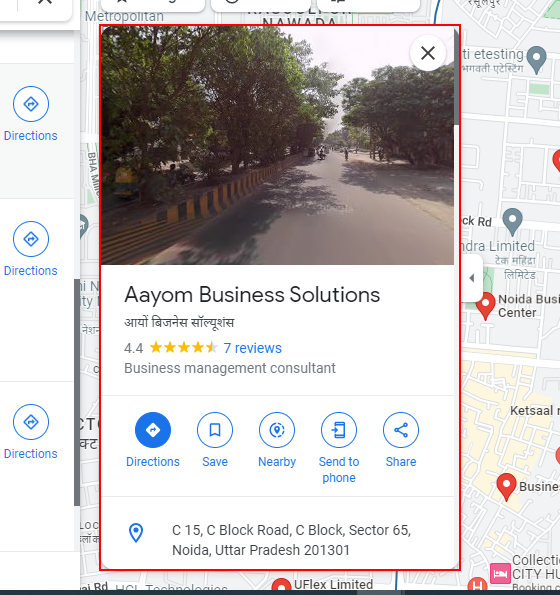 Metropolitan
NAWADA
Directions
Directions
Directions
Aayom Business Solutions
आयों बिजनेस सॉल्यूशंस
4.4
7 reviews
Business management consultant
Directions
Save
Nearby
Send to
phone
Share
C 15, C Block Road, C Block, Sector 65,
Noida, Uttar Pradesh 201301
ti etesting
भगवती एटेस्टिंग
ck Rd
ndra Limited
टेक महिंद्रा
लिमिटेड
Noida Busi
Center
Ketsaal r
Busine
Collectio
CITY HU
Booking.c
HCL Technologies
UFlex Limited